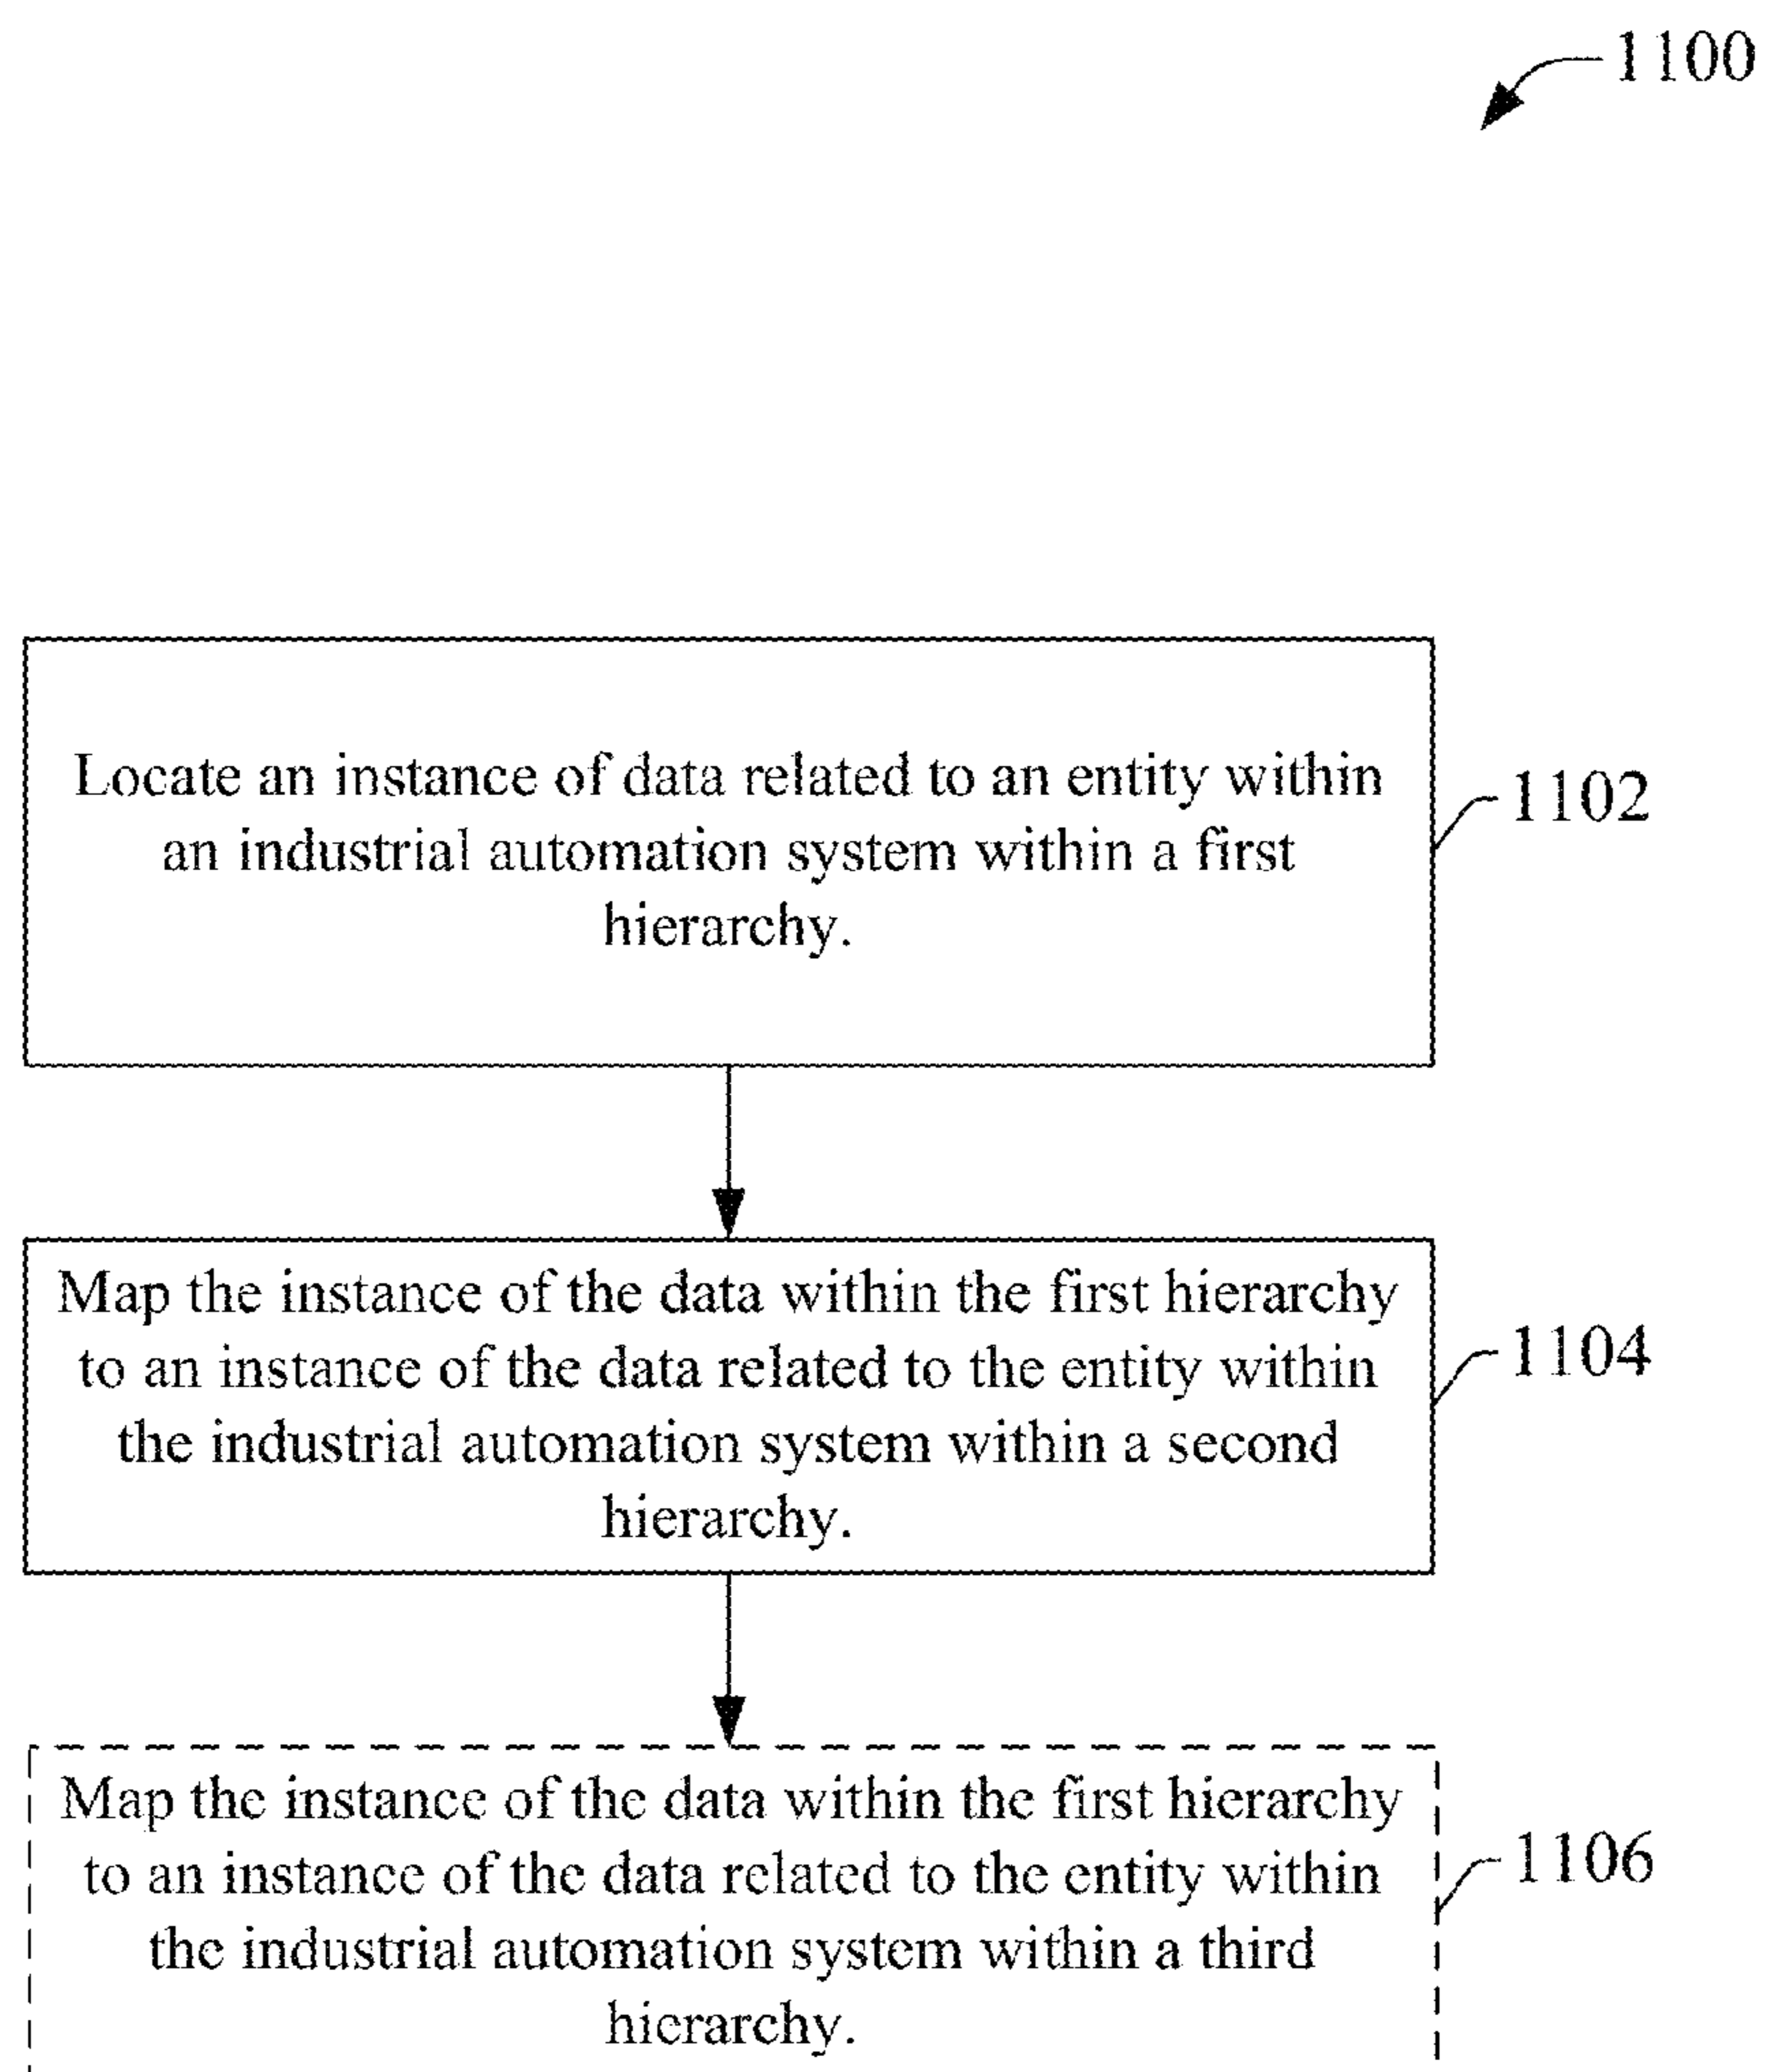 1100
Locate an instance of data related to an entity within
an industrial automation system within a first
hierarchy.
1102
Map the instance of the data within the first hierarchy
to an instance of the data related to the entity within
the industrial automation system within a second
hierarchy.
1104
Map the instance of the data within the first hierarchy
to an instance of the data related to the entity within
the industrial automation system within a third
hierarchy.
1106